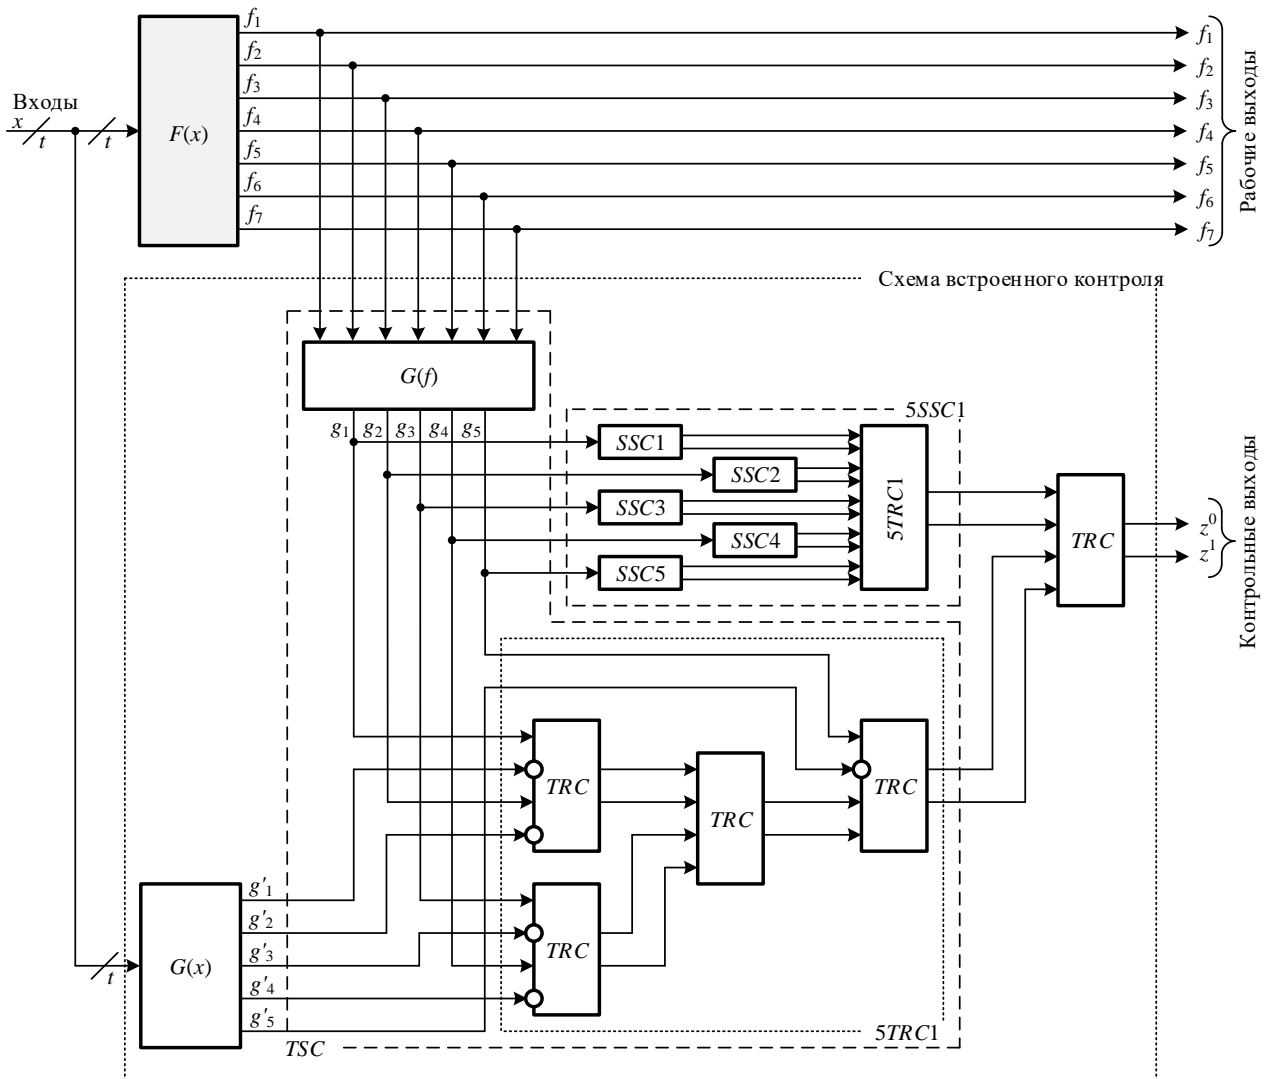 f1
f2
f3
f4
f5
f6
f7
Входы
x
t
t
F(x)
f1
f2
f3
f4
f5
f6
f7
Рабочие выходы
Схема встроенного контроля
G(f)
g1
g2
g3
g4
g5
5SSC1
SSC1
SSC2
SSC3
SSC4
SSC5
5TRC1
TRC
z0
z1
Контрольные выходы
TRC
TRC
TRC
TRC
t
G(x)
g'1
g'2
g'3
g'4
g'5
TSC
5TRC1